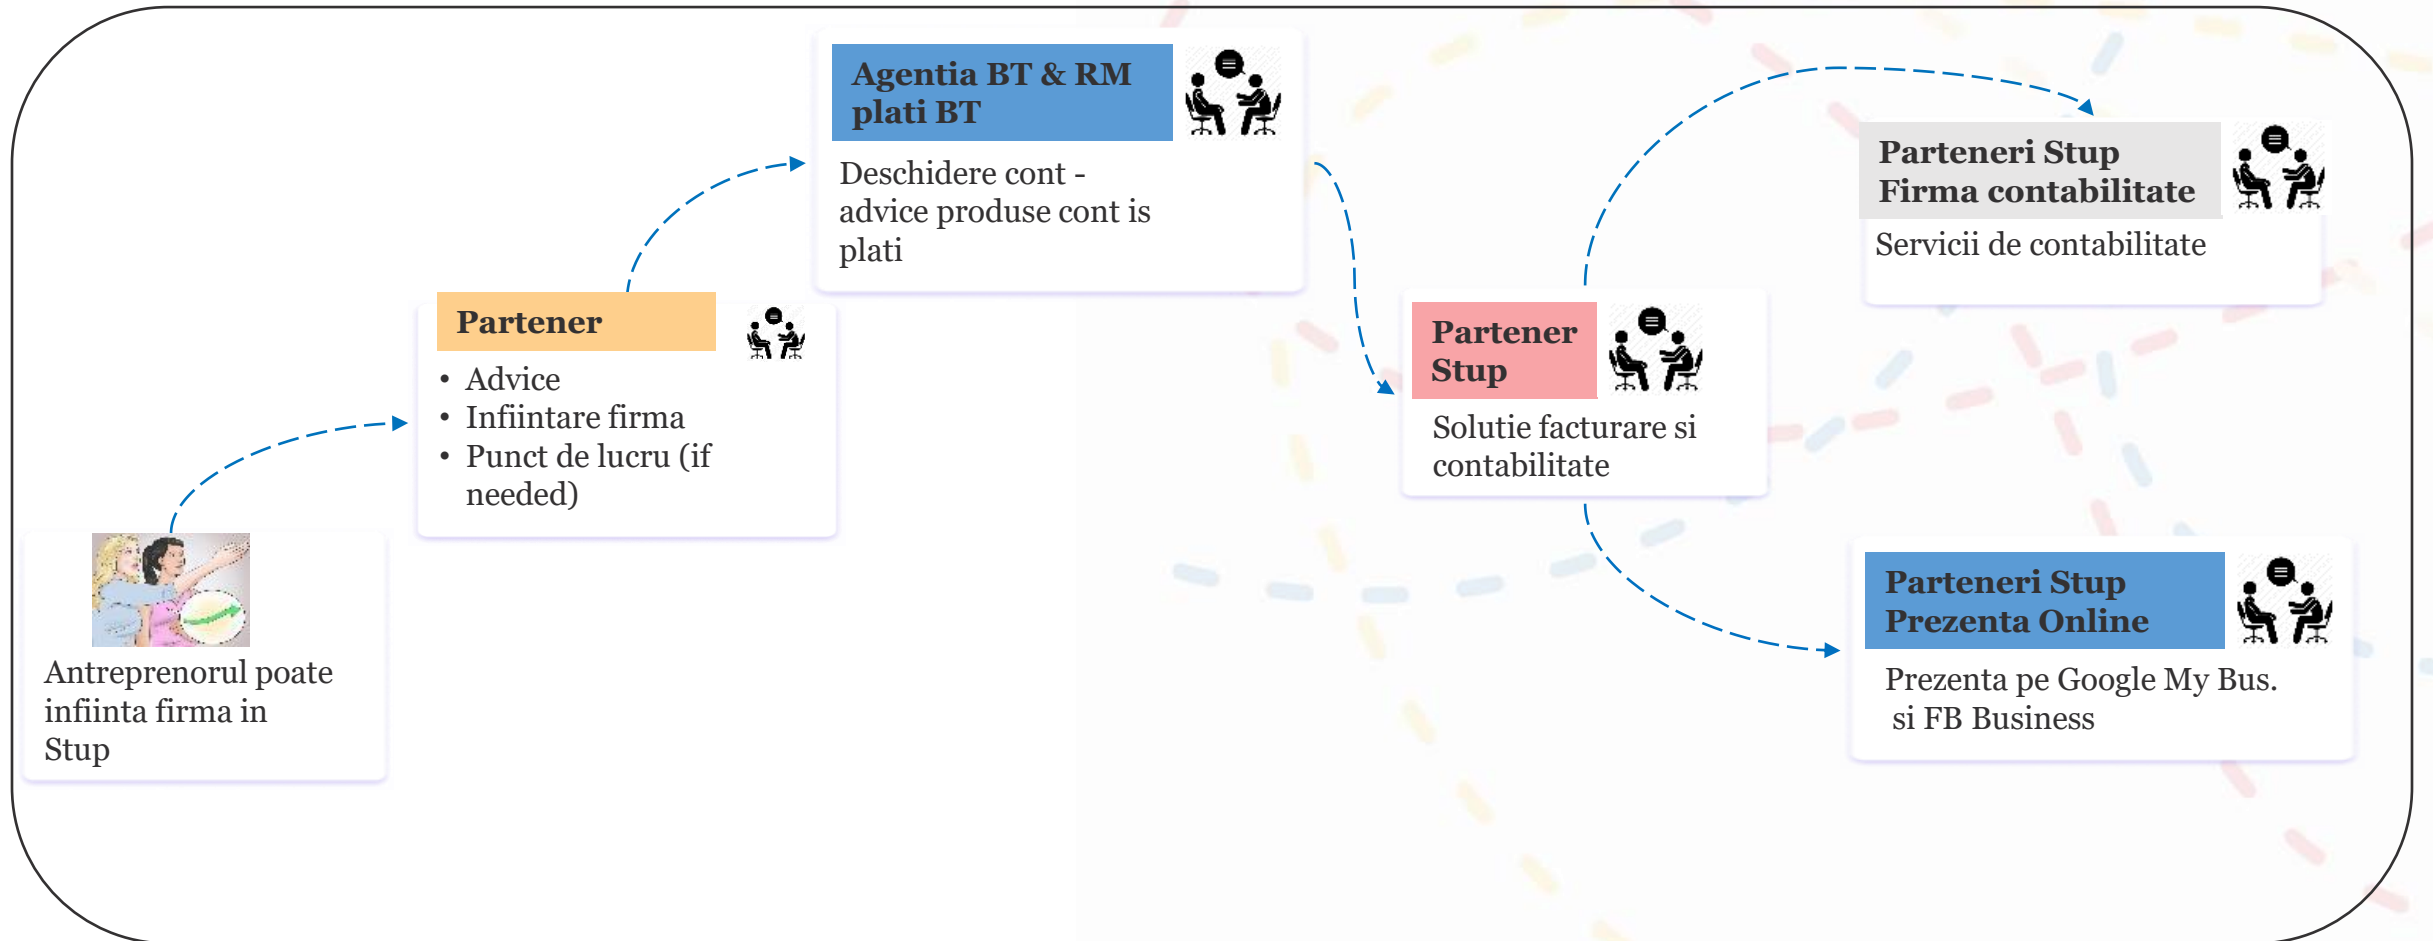 Agentia BT & RM
plati BT
Deschidere cont -
advice produse cont is
plati
Parteneri Stup
Firma contabilitate
Servicii de contabilitate
Partener
• Advice
• Infiintare firma
• Punct de lucru (if
needed)
Partener
Stup
Solutie facturare si
contabilitate
Antreprenorul poate
infiinta firma in
Stup
Parteneri Stup
Prezenta Online
Prezenta pe Google My Bus.
si FB Business